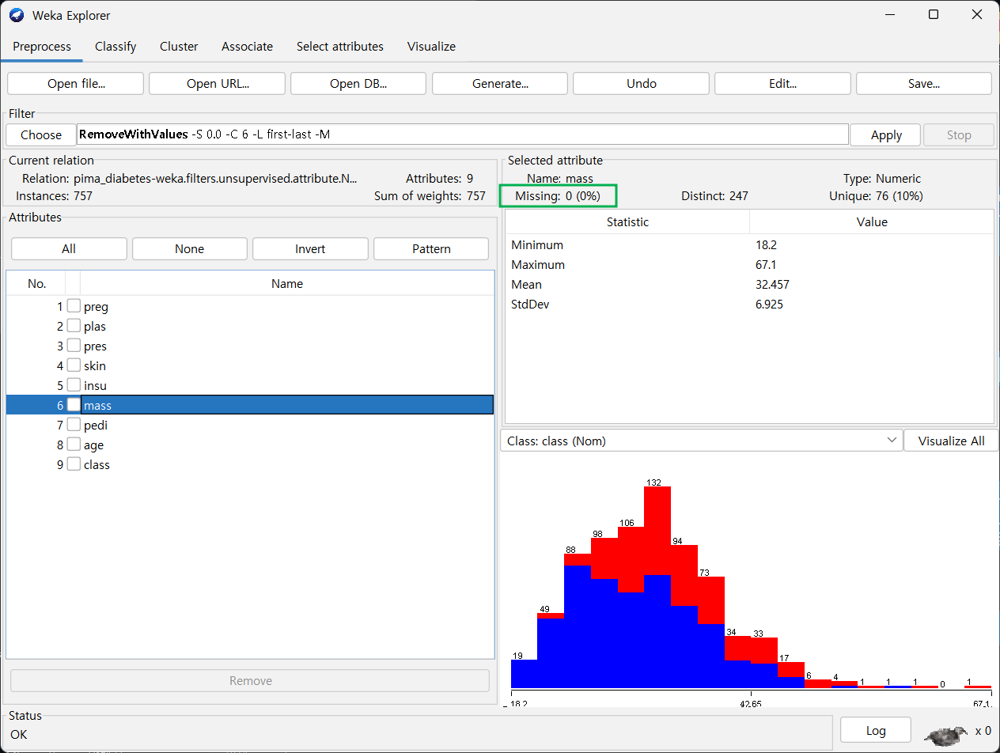 Weka Explorer
Preprocess Classify Cluster Associate Select attributes Visualize
Open file... Open URL... Open DB... Generate... Undo Edit... Save...
Filter
Choose RemoveWithValues -S 0.0 -C 6 -L first-last -M Apply Stop
Current relation
Relation: pima_diabetes-weka.filters.unsupervised.attribute.N... Attributes: 9
Instances: 757 Sum of weights: 757
Selected attribute
Name: mass Type: Numeric
Missing: 0 (0%) Distinct: 247 Unique: 76 (10%)
Attributes
All None Invert Pattern
No. Name
1 preg
2 plas
3 pres
4 skin
5 insu
6 mass
7 pedi
8 age
9 class
Remove
Statistic Value
Minimum 18.2
Maximum 67.1
Mean 32.457
StdDev 6.925
Class: class (Nom) Visualize All
19 49 88 98 106 132 94 73 34 33 17 6 4 1 1 1 0 1
18.2 42.65 67.1
Status
OK
Log x 0